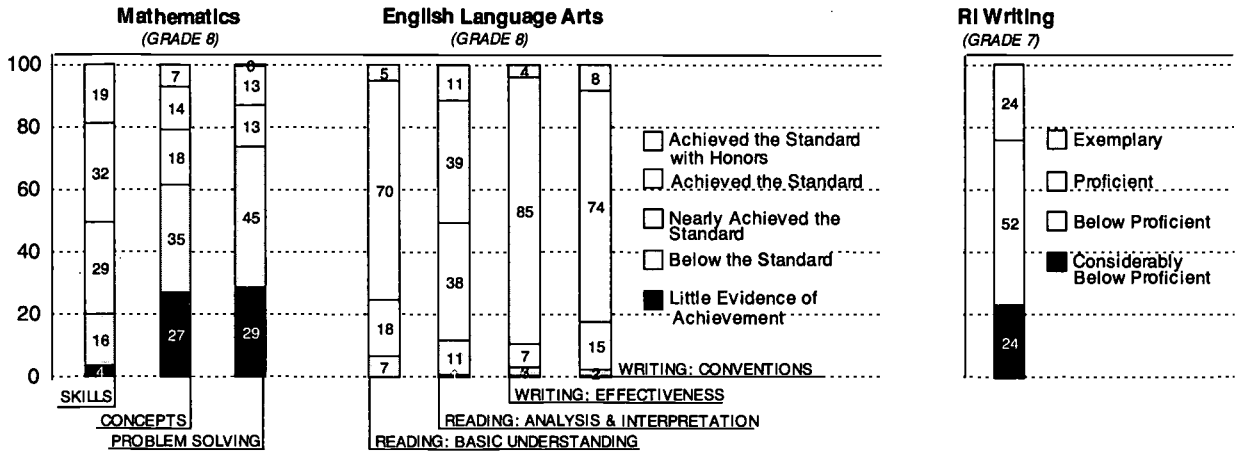 Mathematics
(GRADE 8)
English Language Arts
(GRADE 8)
RI Writing
(GRADE 7)
100
80
60
40
20
0
19
32
29
16
4
7
14
18
35
27
6
13
13
45
29
5
70
18
7
11
39
38
11
4
85
7
3
8
74
15
2
Achieved the Standard
with Honors
Achieved the Standard
Nearly Achieved the
Standard
Below the Standard
Little Evidence of
Achievement
24
52
24
Exemplary
Proficient
Below Proficient
Considerably
Below Proficient
SKILLS
CONCEPTS
PROBLEM SOLVING
WRITING: CONVENTIONS
WRITING: EFFECTIVENESS
READING: ANALYSIS & INTERPRETATION
READING: BASIC UNDERSTANDING